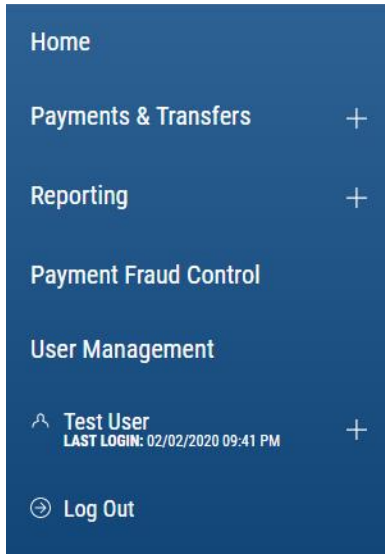 Home
Payments & Transfers
Reporting
Payment Fraud Control
User Management
Test User
LAST LOGIN: 02/02/2020 09:41 PM
Log Out